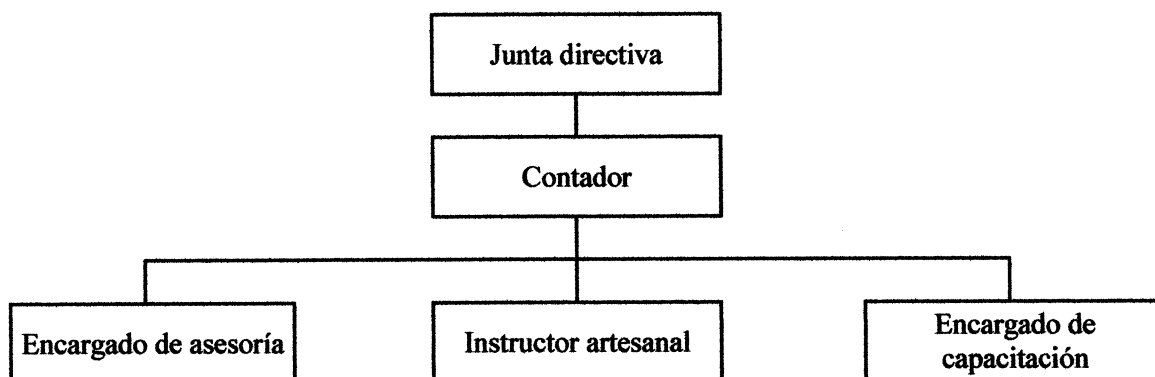 Junta directiva
Contador
Encargado de asesoría
Instructor artesanal
Encargado de
capacitación